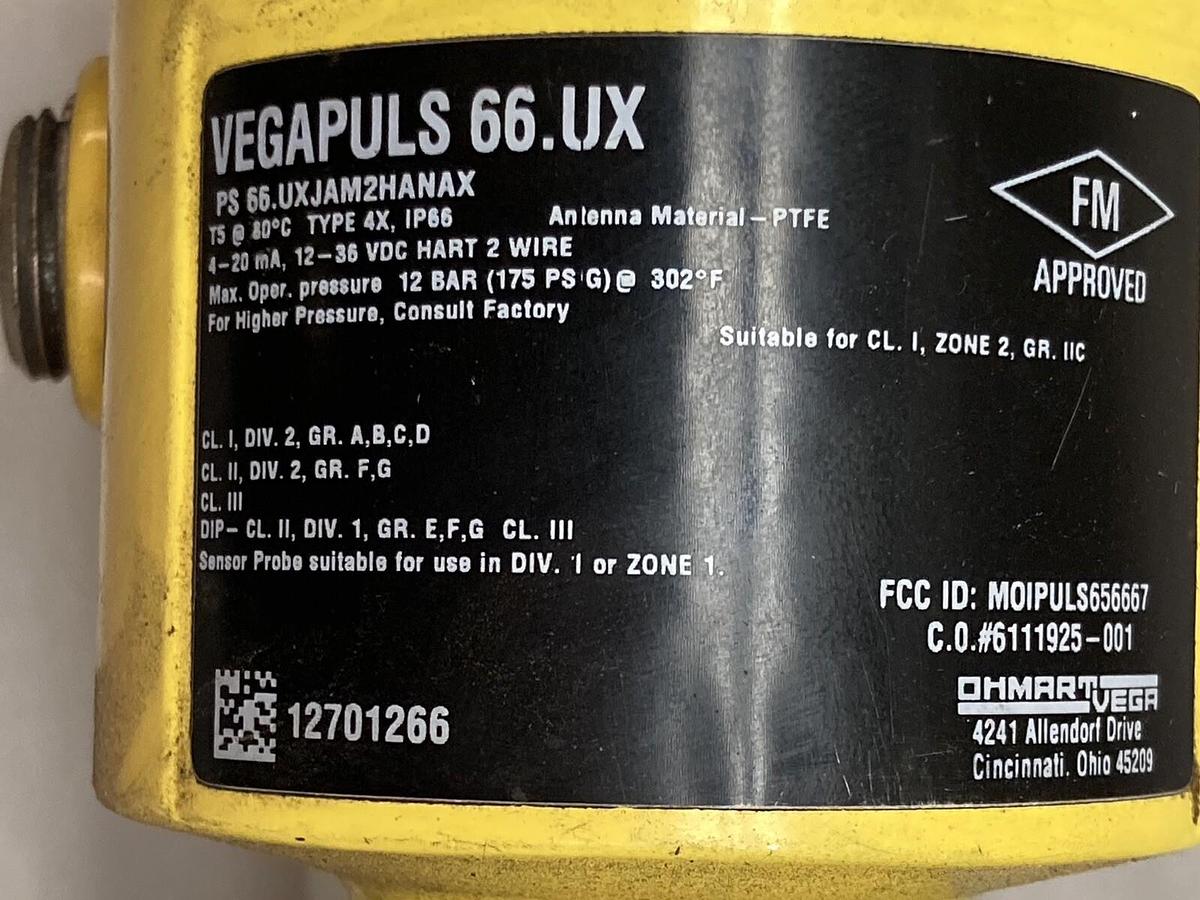 VEGAPULS 66.UX
PS 66.UXJAM2HANAX
T5 @ 80°C TYPE 4X, IP66
Antenna Material – PTFE
4–20 mA, 12–36 VDC HART 2 WIRE
Max. Oper. pressure 12 BAR (175 PSIG) @ 302°F
For Higher Pressure, Consult Factory
FM
APPROVED
Suitable for CL. I, ZONE 2, GR. IIC
CL. I, DIV. 2, GR. A,B,C,D
CL. II, DIV. 2, GR. F,G
CL. III
DIP– CL. II, DIV. 1, GR. E,F,G CL. III
Sensor Probe suitable for use in DIV. 1 or ZONE 1.
FCC ID: MOIPULS656667
C.O.#6111925–001
12701266
OHMART VEGA
4241 Allendorf Drive
Cincinnati. Ohio 45209